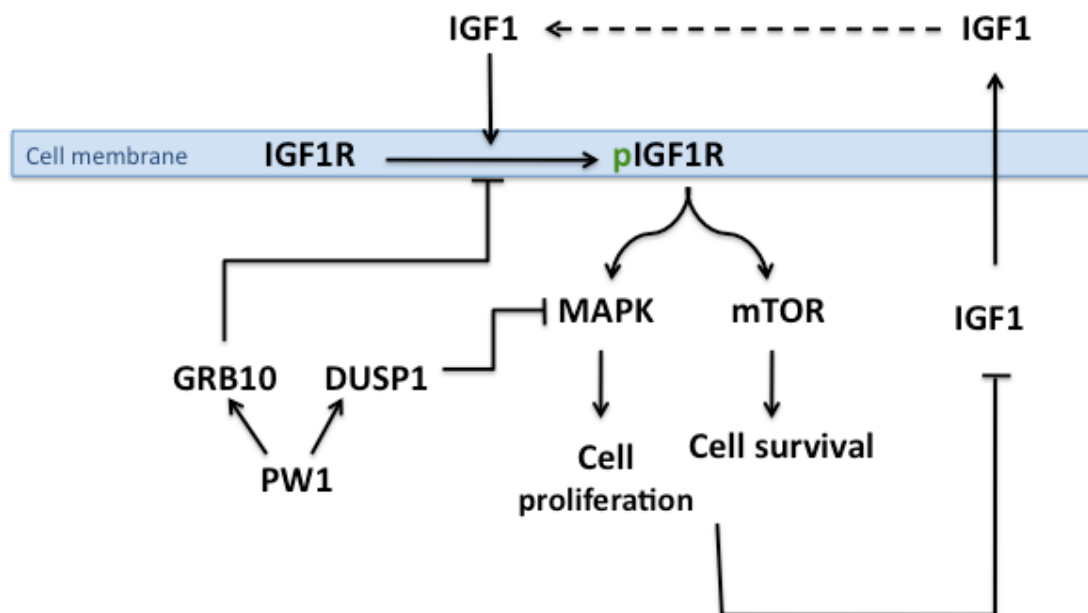 IGF1
IGF1
Cell membrane
IGF1R
pIGF1R
MAPK
mTOR
IGF1
GRB10
DUSP1
PW1
Cell
proliferation
Cell survival